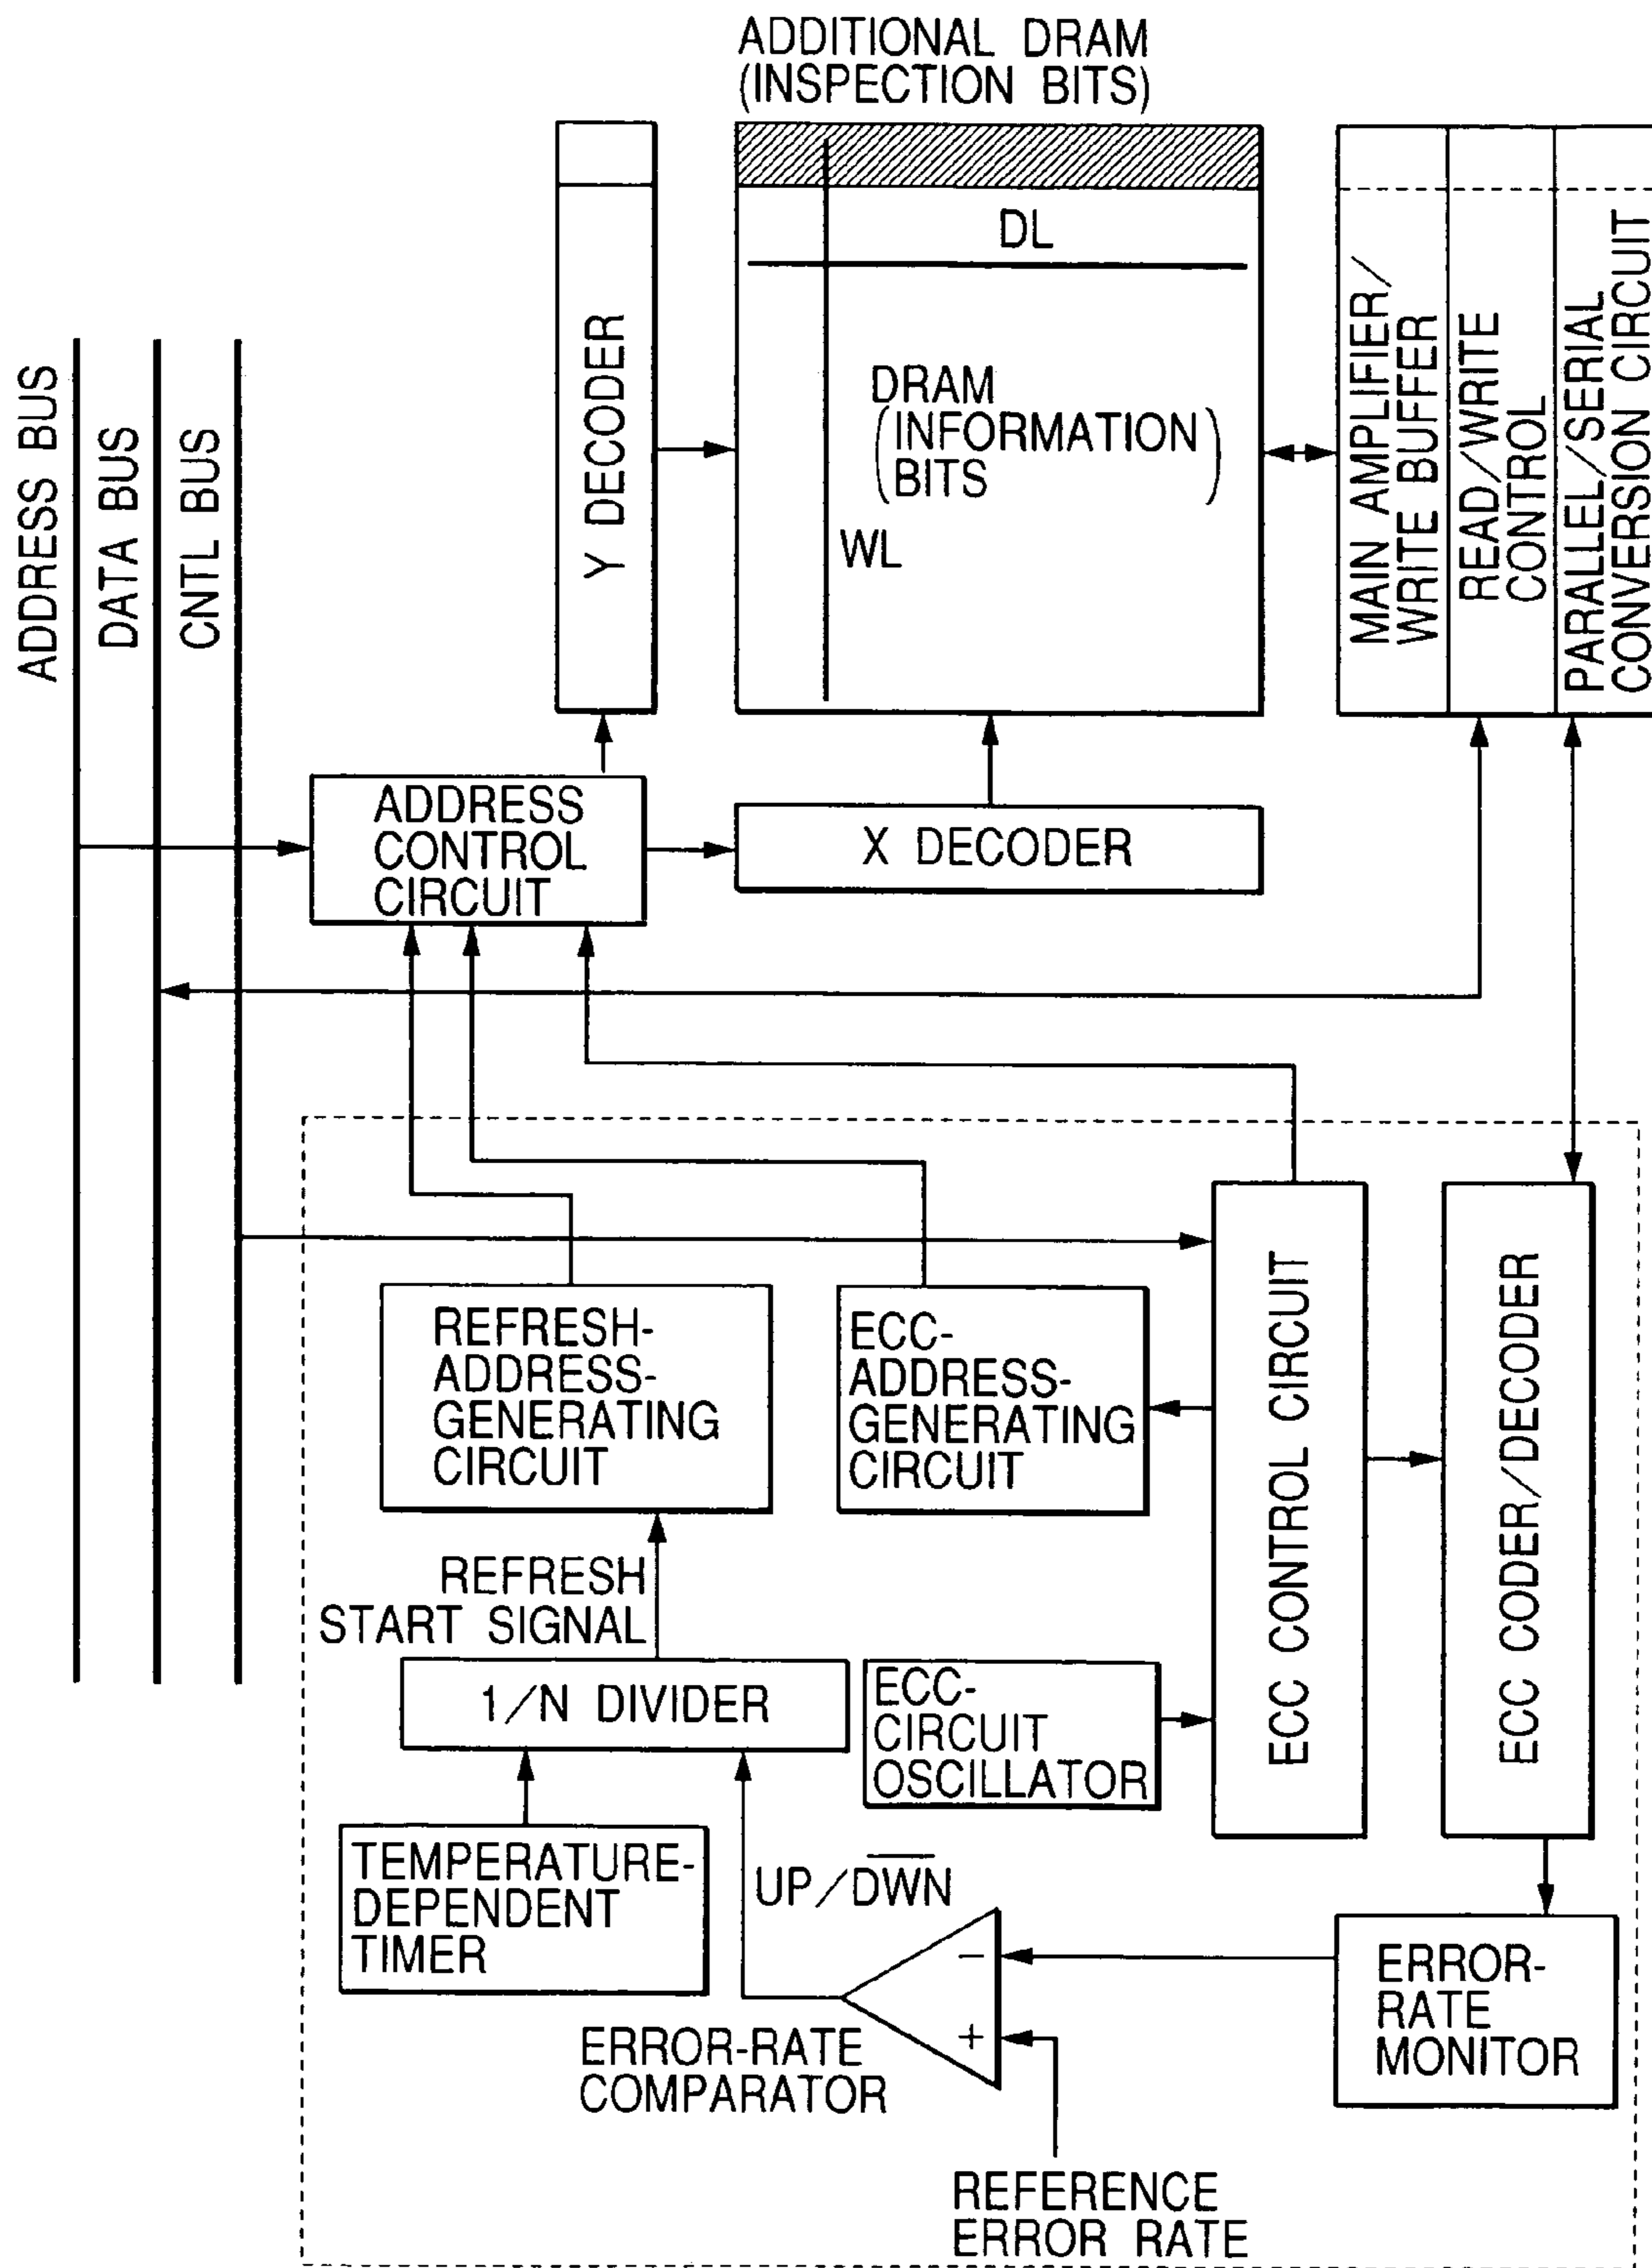 ADDITIONAL DRAM
(INSPECTION BITS)
ADDRESS BUS
DATA BUS
CNTL BUS
Y DECODER
DL
DRAM
(INFORMATION)
BITS
WL
MAIN AMPLIFIER/
WRITE BUFFER
READ/WRITE
CONTROL
PARALLEL/SERIAL
CONVERSION CIRCUIT
ADDRESS
CONTROL
CIRCUIT
X DECODER
REFRESH-
ADDRESS-
GENERATING
CIRCUIT
ECC-
ADDRESS-
GENERATING
CIRCUIT
ECC CONTROL CIRCUIT
ECC CODER/DECODER
REFRESH
START SIGNAL
1/N DIVIDER
ECC-
CIRCUIT
OSCILLATOR
TEMPERATURE-
DEPENDENT
TIMER
UP/D̅W̅N̅
−
+
ERROR-RATE
COMPARATOR
ERROR-
RATE
MONITOR
REFERENCE
ERROR RATE